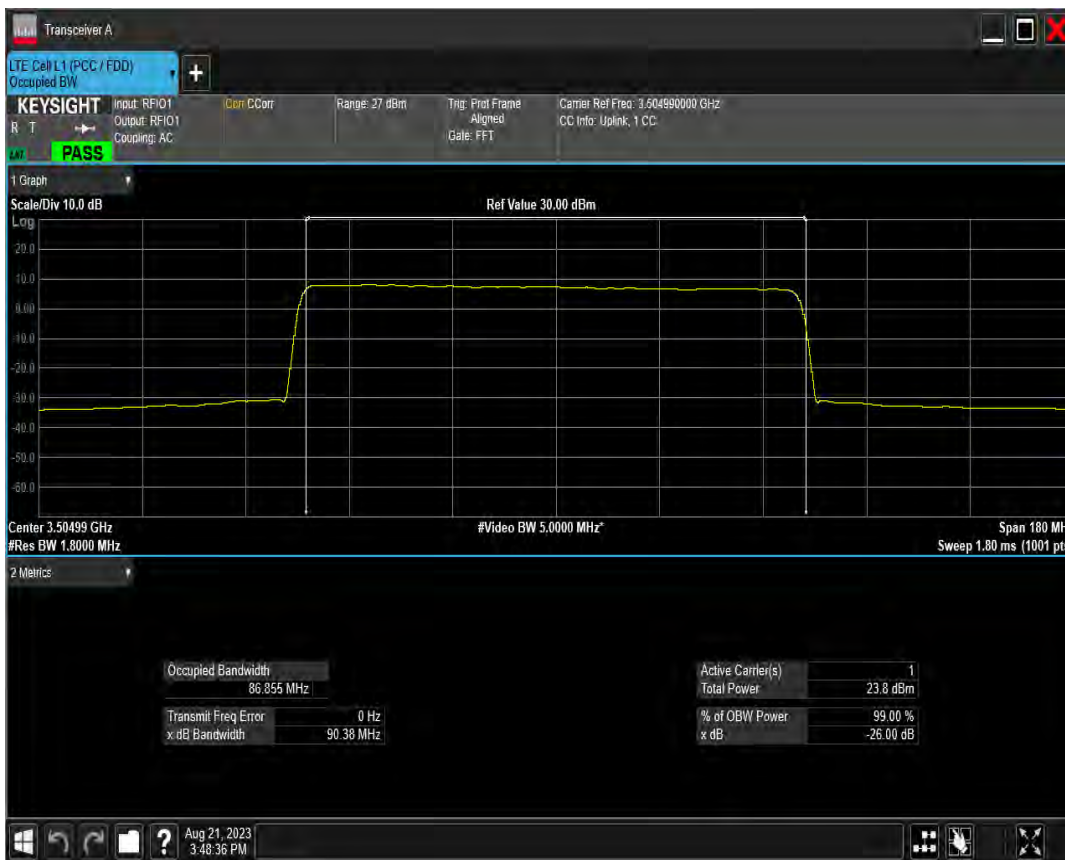 Transceiver A
LTE Cell L1 (PCC / FDD)
Occupied BW
+
KEYSIGHT
R T
PASS
Input: RFIO1
Output: RFIO1
Coupling: AC
Corr CCorr
Range: 27 dBm
Trig: Prot Frame
Aligned
Gate: FFT
Carrier Ref Freq: 3.504990000 GHz
CC Info: Uplink, 1 CC
1 Graph
Scale/Div 10.0 dB
Ref Value 30.00 dBm
Log
20.0
10.0
0.00
-10.0
-20.0
-30.0
-40.0
-50.0
-60.0
Center 3.50499 GHz
#Video BW 5.0000 MHz*
Span 180 MH
#Res BW 1.8000 MHz
Sweep 1.80 ms (1001 pts
2 Metrics
Occupied Bandwidth
86.855 MHz
Transmit Freq Error 0 Hz
x dB Bandwidth 90.38 MHz
Active Carrier(s) 1
Total Power 23.8 dBm
% of OBW Power 99.00 %
x dB -26.00 dB
?
Aug 21, 2023
3:48:36 PM